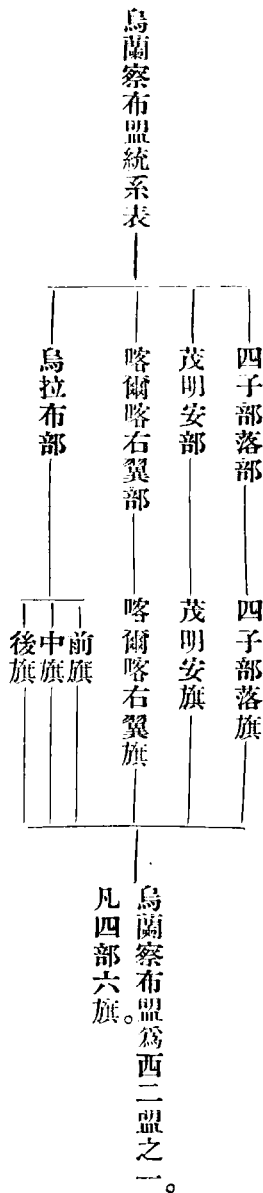 烏蘭察布盟統系表
四子部落部
茂明安部
喀爾喀右翼部
烏拉布部
四子部落旗
茂明安旗
喀爾喀右翼旗
前旗
中旗
後旗
烏蘭察布盟爲西二盟之一。
凡四部六旗。